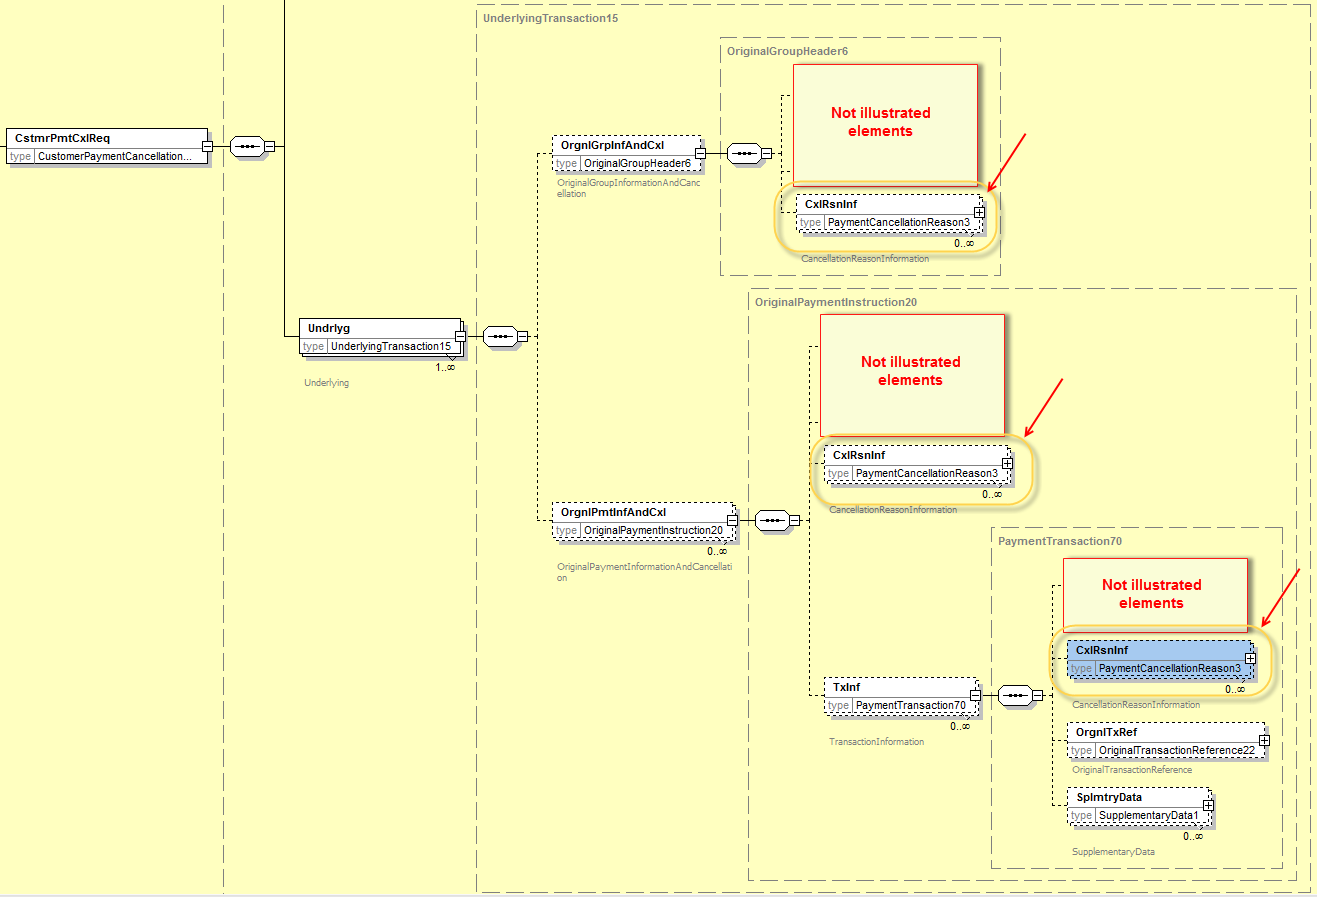 UnderlyingTransaction15
OriginalGroupHeader6
Not illustrated
elements
CstmrPmtCxlReq
type CustomerPaymentCancellation...
OrgnlGrpInfAndCxl
type OriginalGroupHeader6
OriginalGroupInformationAndCanc
ellation
CxlRsnInf
type PaymentCancellationReason3
0..∞
CancellationReasonInformation
Undrlyg
type UnderlyingTransaction15
1..∞
Underlying
OriginalPaymentInstruction20
Not illustrated
elements
CxlRsnInf
type PaymentCancellationReason3
0..∞
CancellationReasonInformation
OrgnlPmtInfAndCxl
type OriginalPaymentInstruction20
0..∞
OriginalPaymentInformationAndCancellati
on
PaymentTransaction70
Not illustrated
elements
CxlRsnInf
type PaymentCancellationReason3
0..∞
CancellationReasonInformation
TxInf
type PaymentTransaction70
0..∞
TransactionInformation
OrgnlTxRef
type OriginalTransactionReference22
OriginalTransactionReference
SplmtryData
type SupplementaryData1
0..∞
SupplementaryData